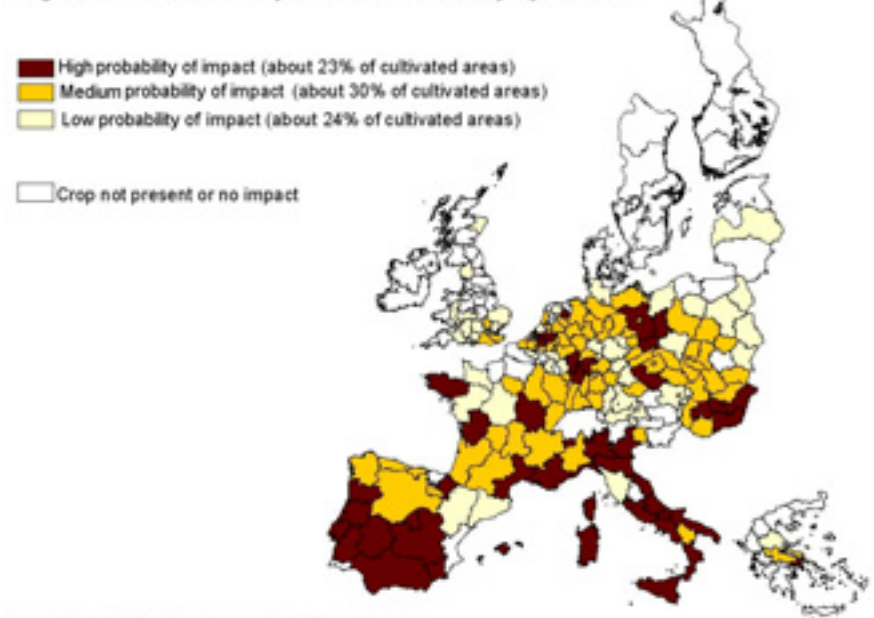 High probability of impact (about 23% of cultivated areas)
Medium probability of impact (about 30% of cultivated areas)
Low probability of impact (about 24% of cultivated areas)
Crop not present or no impact